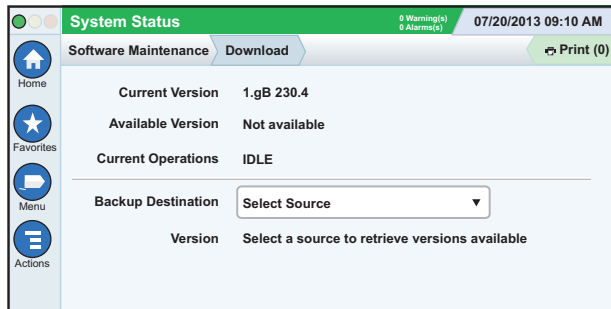 System Status
0 Warning(s)
0 Alarms(s)
07/20/2013 09:10 AM
Software Maintenance
Download
Print (0)
Home
Favorites
Menu
Actions
Current Version 1.gB 230.4
Available Version Not available
Current Operations IDLE
Backup Destination Select Source
Version Select a source to retrieve versions available